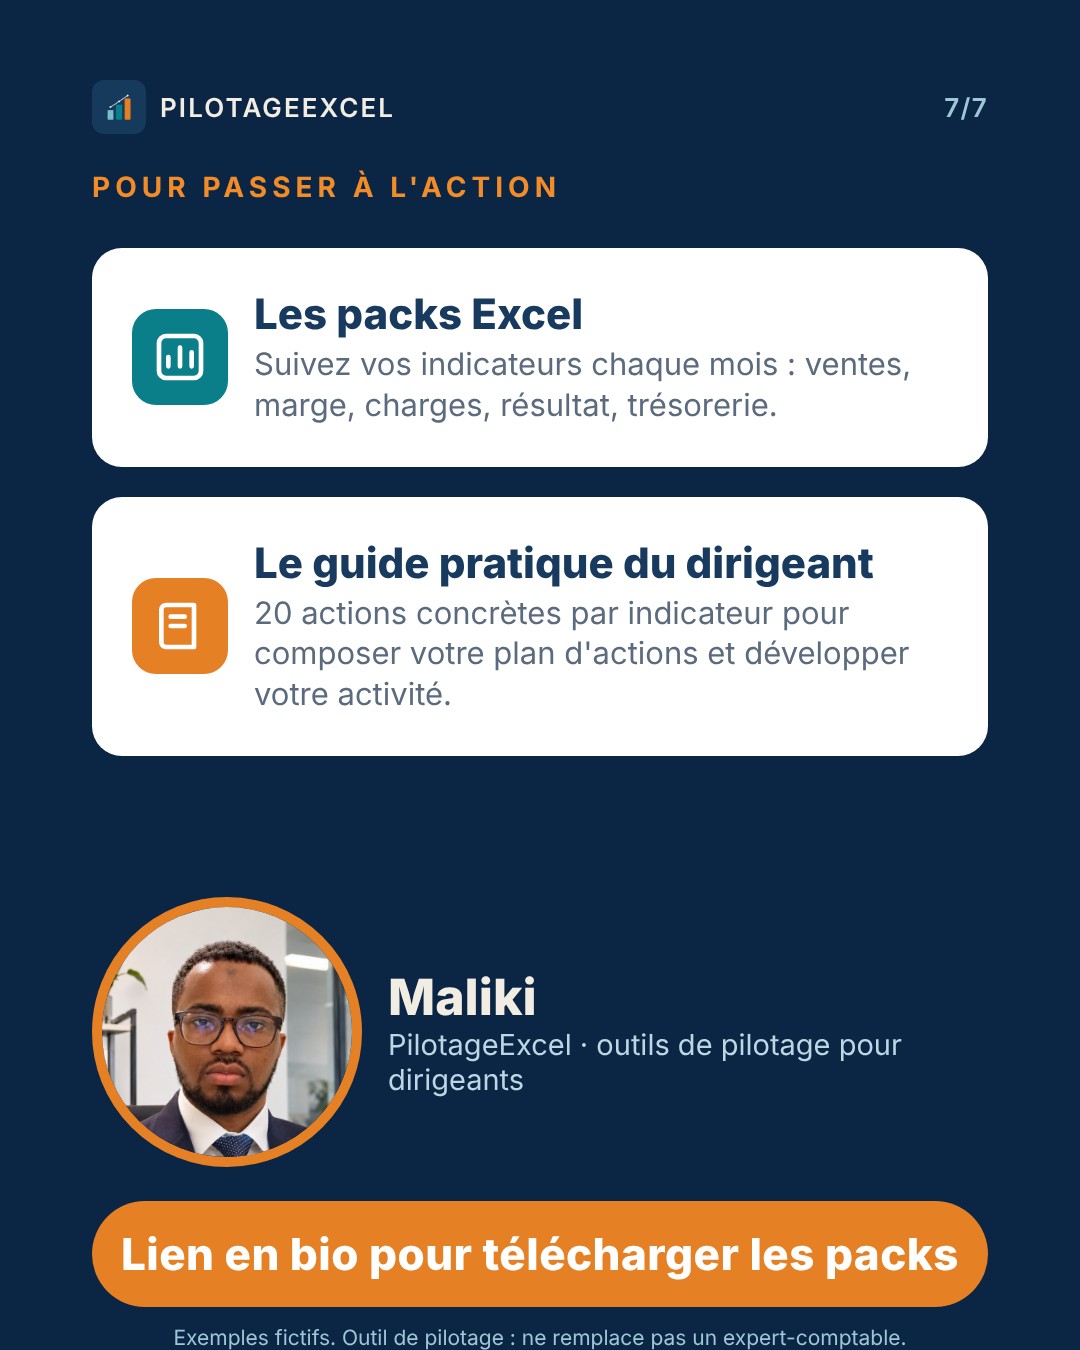 PILOTAGEEXCEL
7/7
POUR PASSER À L'ACTION
Les packs Excel
Suivez vos indicateurs chaque mois : ventes,
marge, charges, résultat, trésorerie.
Le guide pratique du dirigeant
20 actions concrètes par indicateur pour
composer votre plan d'actions et développer
votre activité.
Maliki
PilotageExcel · outils de pilotage pour
dirigeants
Lien en bio pour télécharger les packs
Exemples fictifs. Outil de pilotage : ne remplace pas un expert-comptable.